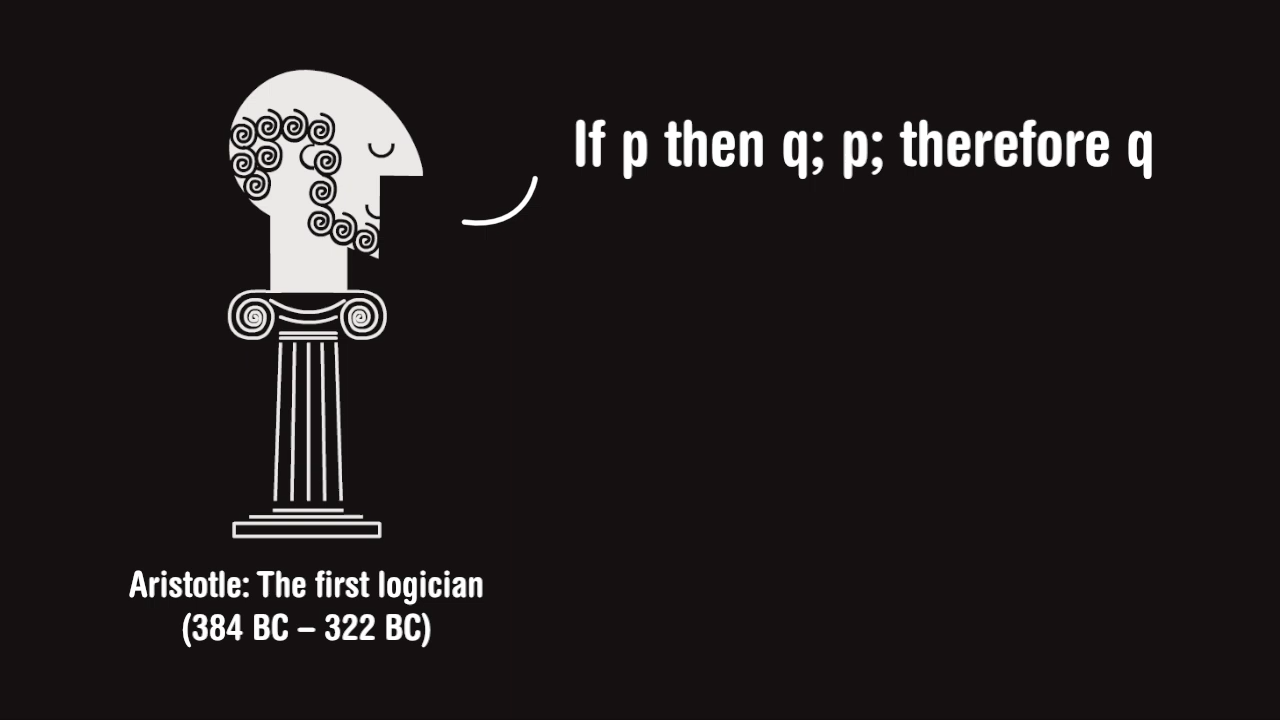 If p then q; p; therefore q
Aristotle: The first logician
(384 BC – 322 BC)